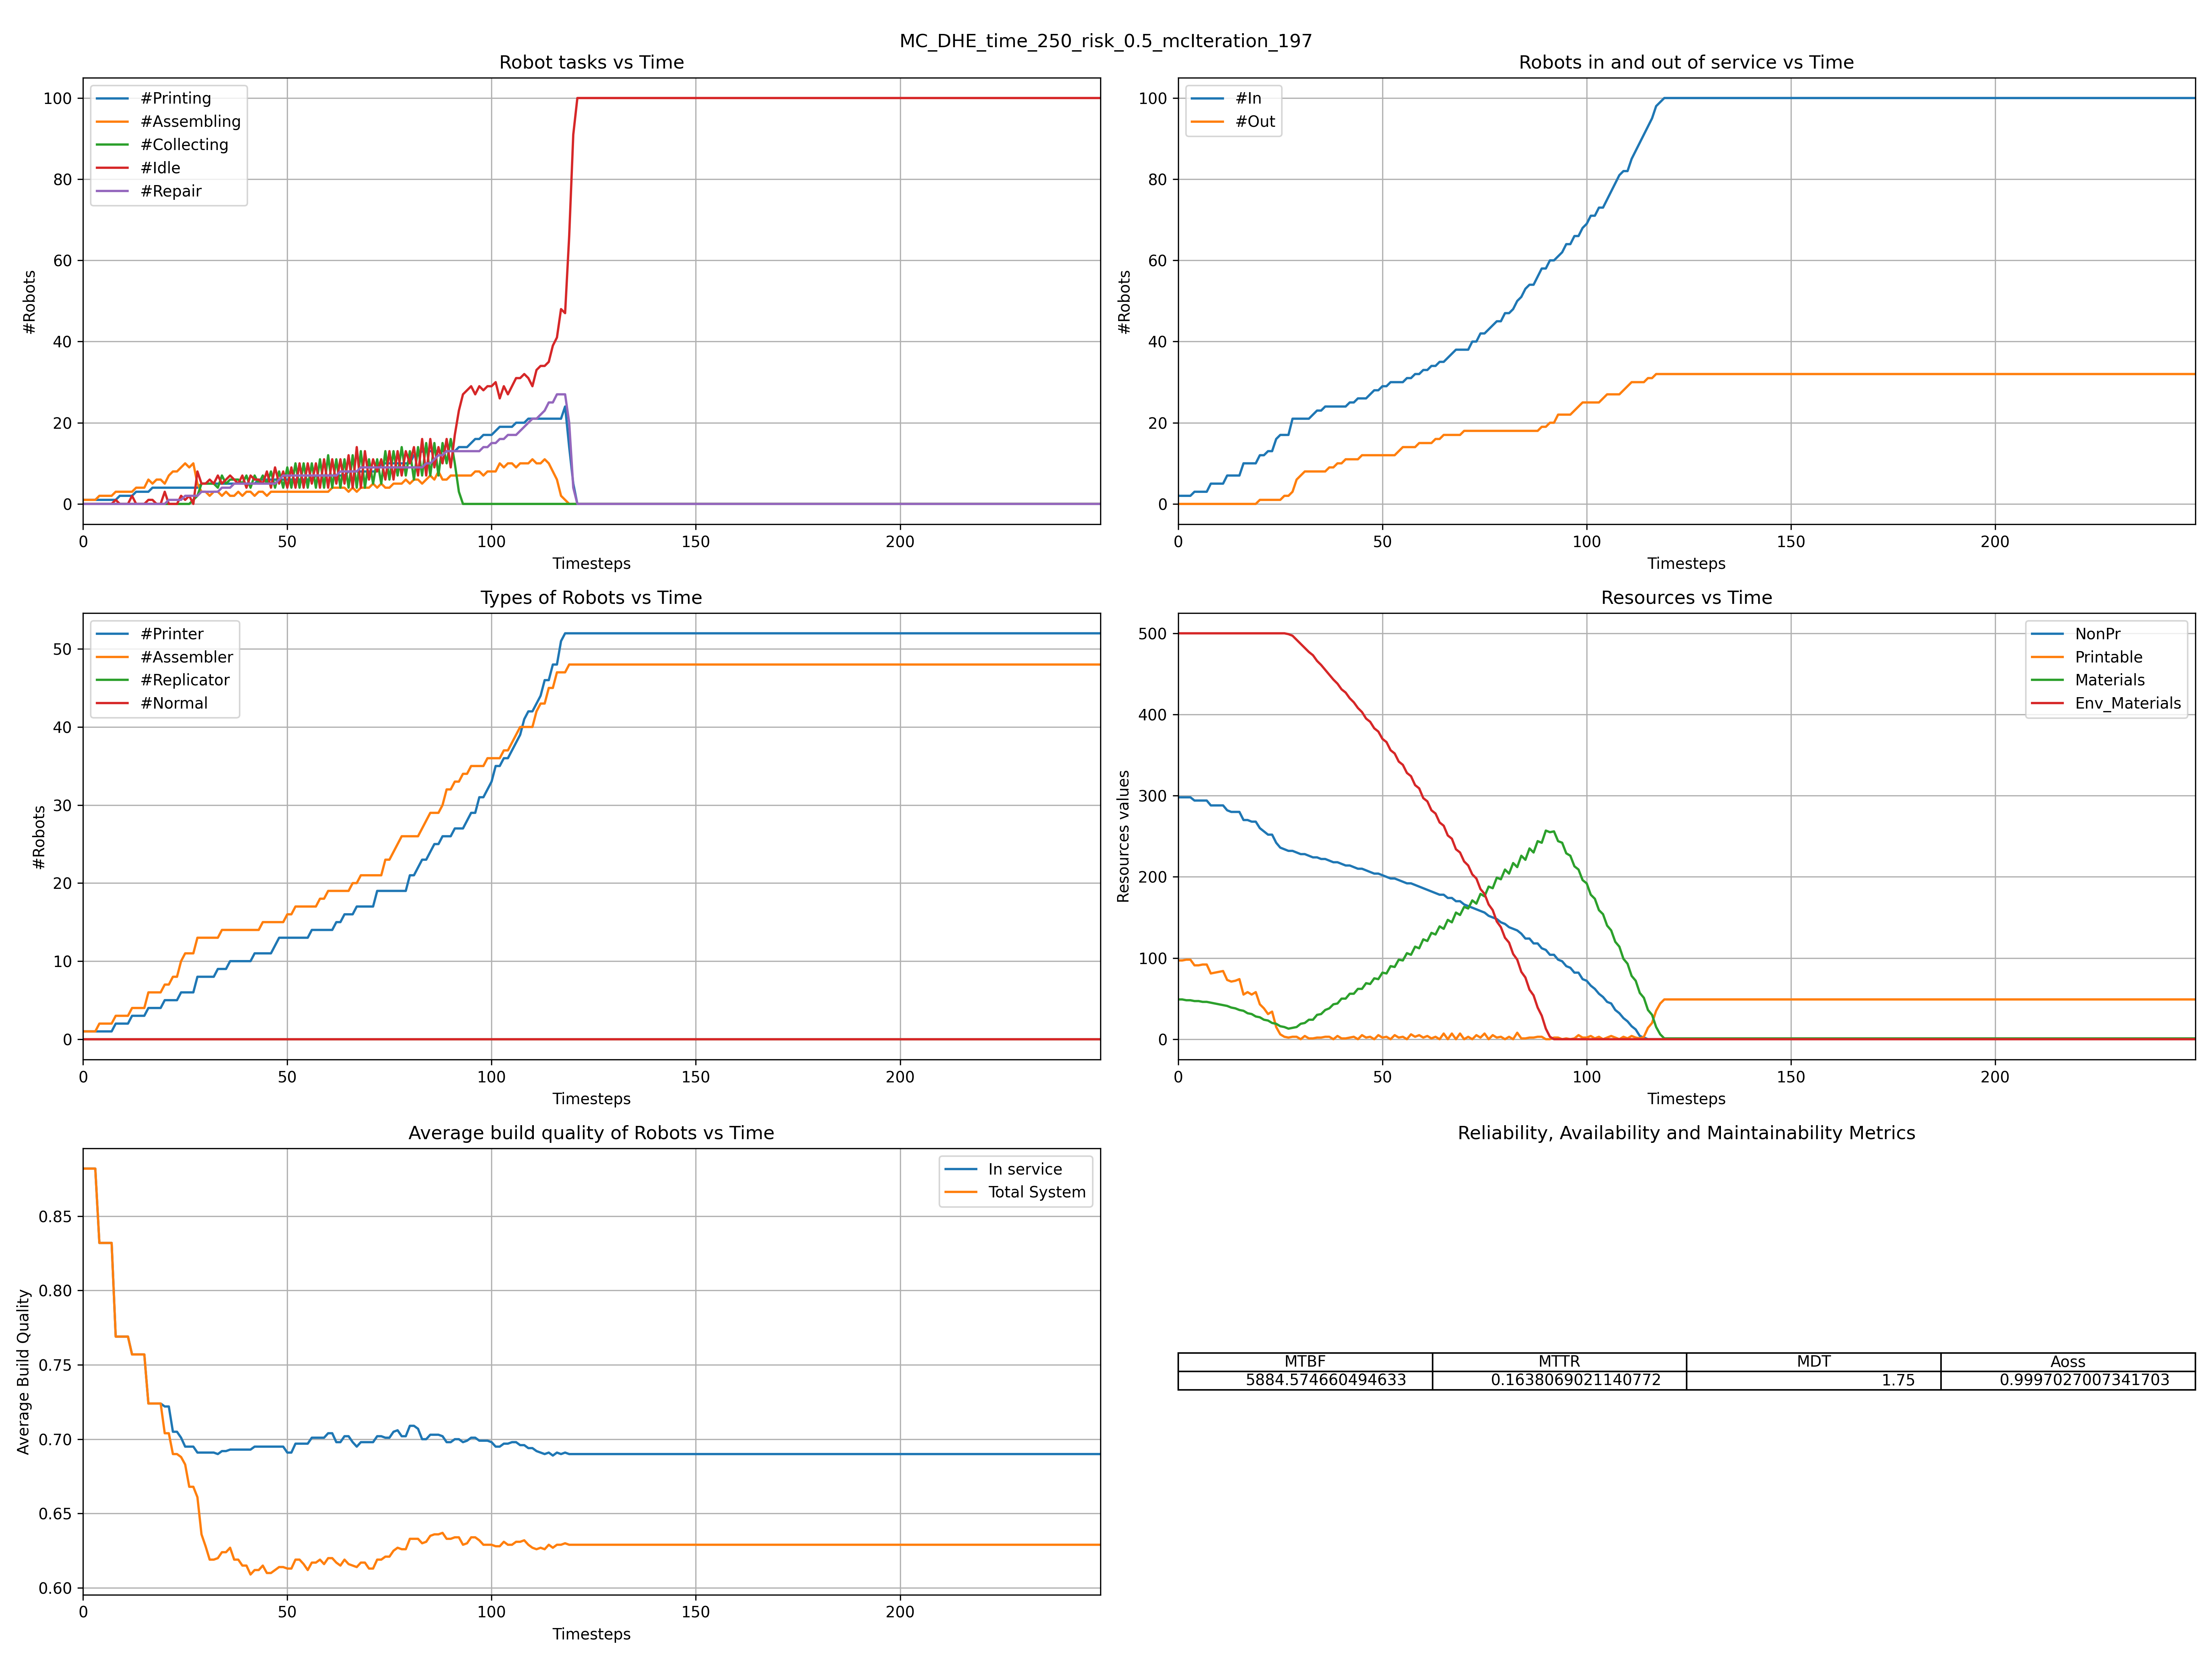 MC_DHE_time_250_risk_0.5_mcIteration_197
Robot tasks vs Time
#Printing
#Assembling
#Collecting
#Idle
#Repair
100
80
60
40
20
0
#Robots
0 50 100 150 200
Timesteps
Robots in and out of service vs Time
#In
#Out
100
80
60
40
20
0
#Robots
0 50 100 150 200
Timesteps
Types of Robots vs Time
#Printer
#Assembler
#Replicator
#Normal
50
40
30
20
10
0
#Robots
0 50 100 150 200
Timesteps
Resources vs Time
NonPr
Printable
Materials
Env_Materials
500
400
300
200
100
0
Resources values
0 50 100 150 200
Timesteps
Average build quality of Robots vs Time
In service
Total System
0.85
0.80
0.75
0.70
0.65
0.60
Average Build Quality
0 50 100 150 200
Timesteps
Reliability, Availability and Maintainability Metrics
MTBF MTTR MDT Aoss
5884.574660494633 0.1638069021140772 1.75 0.9997027007341703